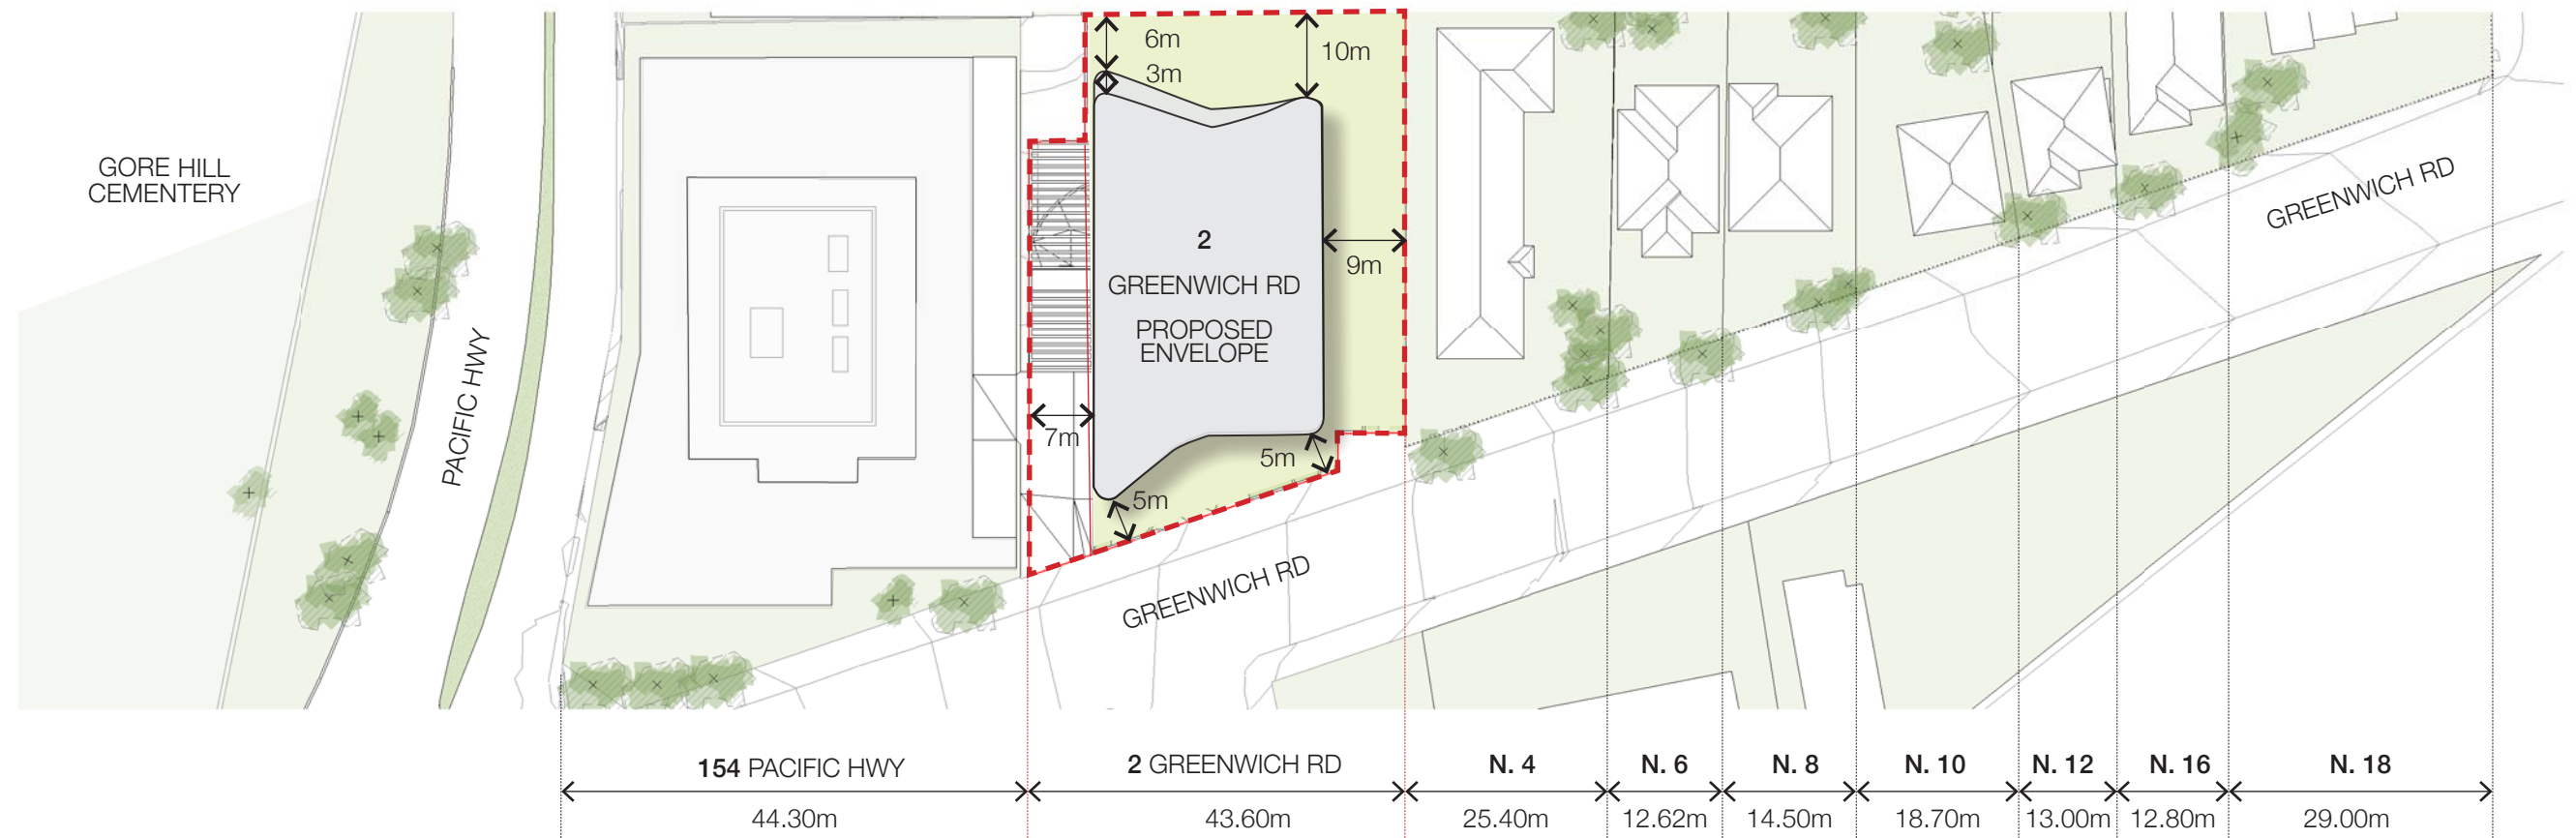 6m
3m
10m
GORE HILL
CEMENTERY
PACIFIC HWY
2
GREENWICH RD
PROPOSED
ENVELOPE
9m
7m
5m
5m
GREENWICH RD
GREENWICH RD
154 PACIFIC HWY
2 GREENWICH RD
N. 4
N. 6
N. 8
N. 10
N. 12
N. 16
N. 18
44.30m
43.60m
25.40m
12.62m
14.50m
18.70m
13.00m
12.80m
29.00m